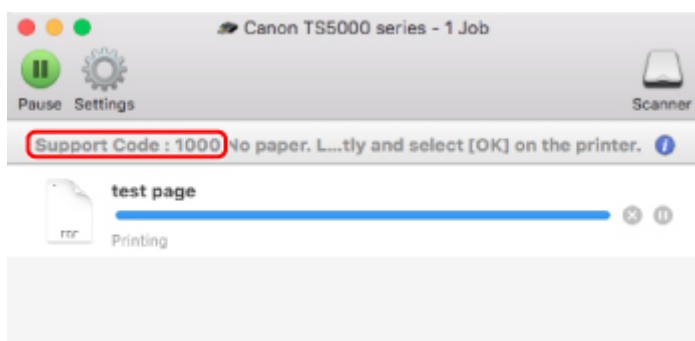 Canon TS5000 series - 1 Job
Pause Settings
Scanner
Support Code : 1000 No paper. L...tly and select [OK] on the printer.
test page
Printing